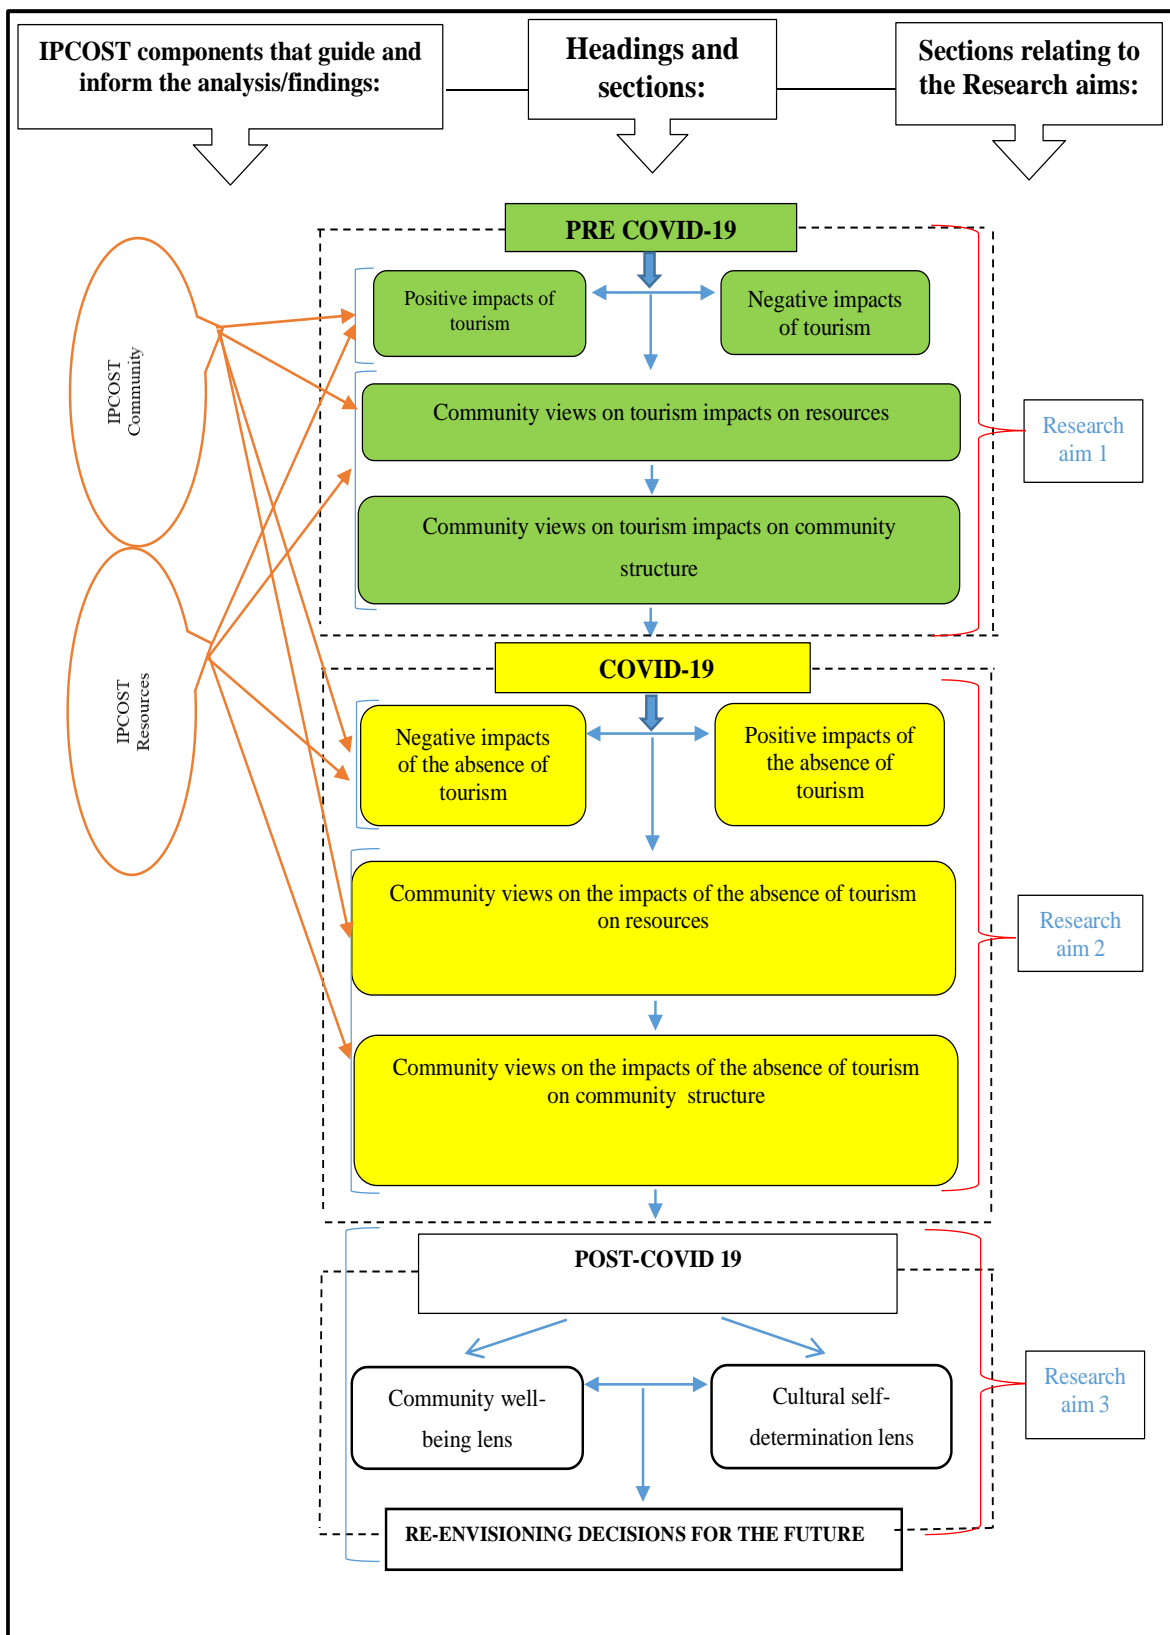 IPCOST components that guide and
inform the analysis/findings:
Headings and
sections:
Sections relating to
the Research aims:
PRE COVID-19
Positive impacts of
tourism
Negative impacts
of tourism
IPCOST
Community
Community views on tourism impacts on resources
Research
aim 1
Community views on tourism impacts on community
structure
IPCOST
Resources
COVID-19
Negative impacts
of the absence of
tourism
Positive impacts of
the absence of
tourism
Community views on the impacts of the absence of tourism
on resources
Research
aim 2
Community views on the impacts of the absence of tourism
on community structure
POST-COVID 19
Community well-
being lens
Cultural self-
determination lens
Research
aim 3
RE-ENVISIONING DECISIONS FOR THE FUTURE